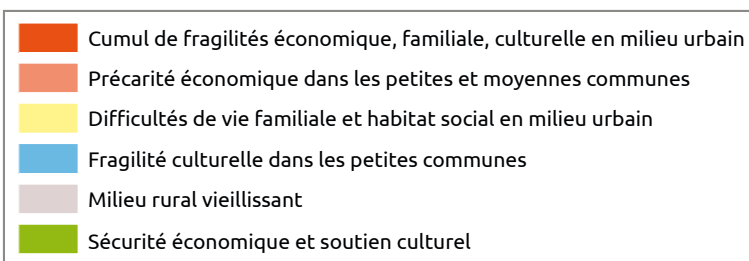 Cumul de fragilités économique, familiale, culturelle en milieu urbain
Précarité économique dans les petites et moyennes communes
Difficultés de vie familiale et habitat social en milieu urbain
Fragilité culturelle dans les petites communes
Milieu rural vieillissant
Sécurité économique et soutien culturel